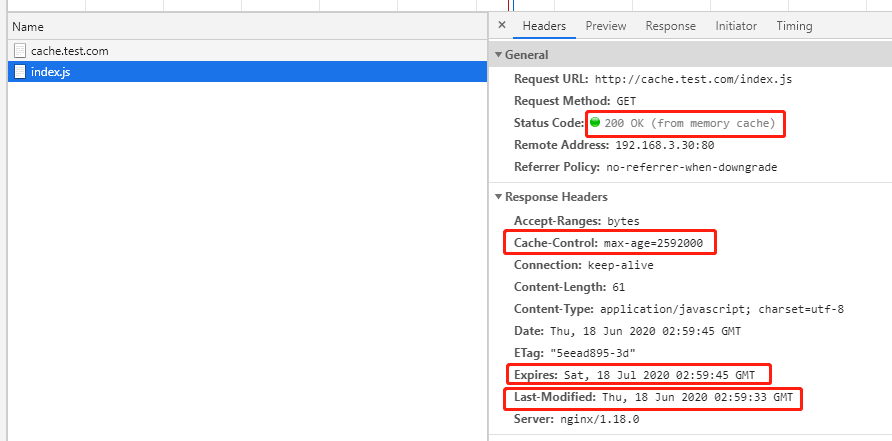 Name
cache.test.com
index.js
× Headers Preview Response Initiator Timing
▼ General
Request URL: http://cache.test.com/index.js
Request Method: GET
Status Code: 200 OK (from memory cache)
Remote Address: 192.168.3.30:80
Referrer Policy: no-referrer-when-downgrade
▼ Response Headers
Accept-Ranges: bytes
Cache-Control: max-age=2592000
Connection: keep-alive
Content-Length: 61
Content-Type: application/javascript; charset=utf-8
Date: Thu, 18 Jun 2020 02:59:45 GMT
ETag: "5eead895-3d"
Expires: Sat, 18 Jul 2020 02:59:45 GMT
Last-Modified: Thu, 18 Jun 2020 02:59:33 GMT
Server: nginx/1.18.0